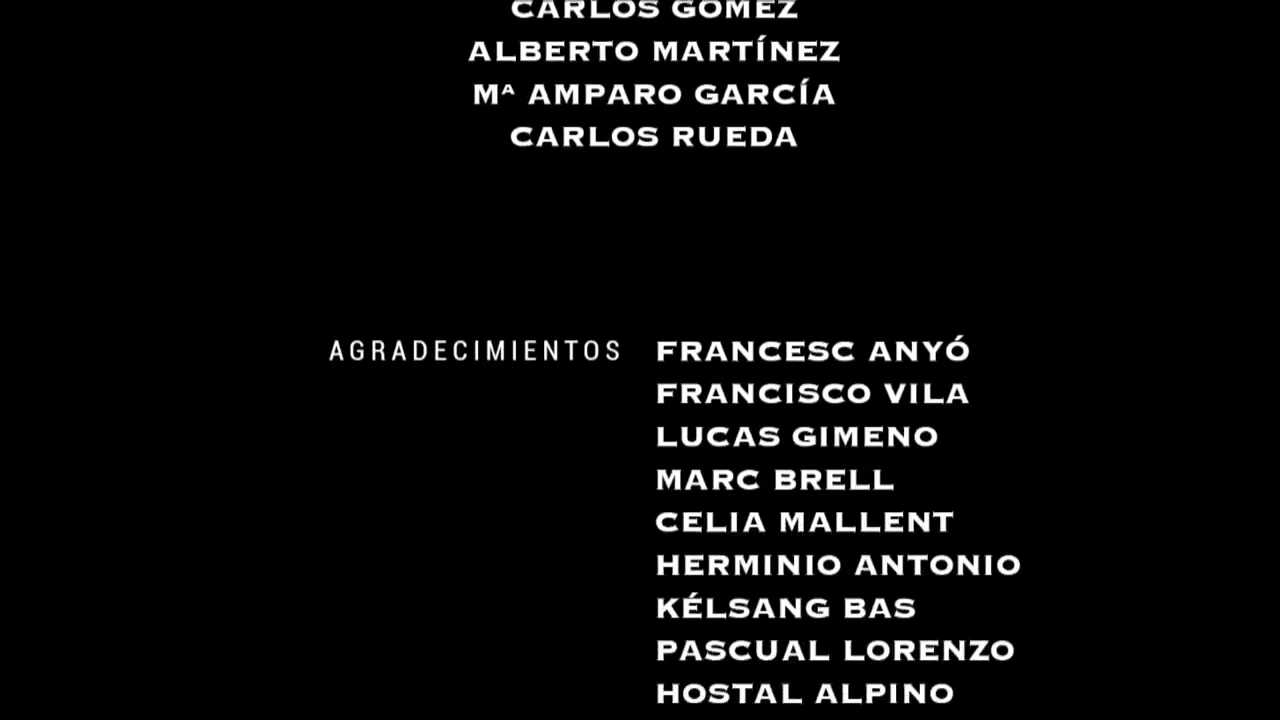 CARLOS GÓMEZ
ALBERTO MARTÍNEZ
Mª AMPARO GARCÍA
CARLOS RUEDA
AGRADECIMIENTOS FRANCESC ANYÓ
FRANCISCO VILA
LUCAS GIMENO
MARC BRELL
CELIA MALLENT
HERMINIO ANTONIO
KÉLSANG BAS
PASCUAL LORENZO
HOSTAL ALPINO